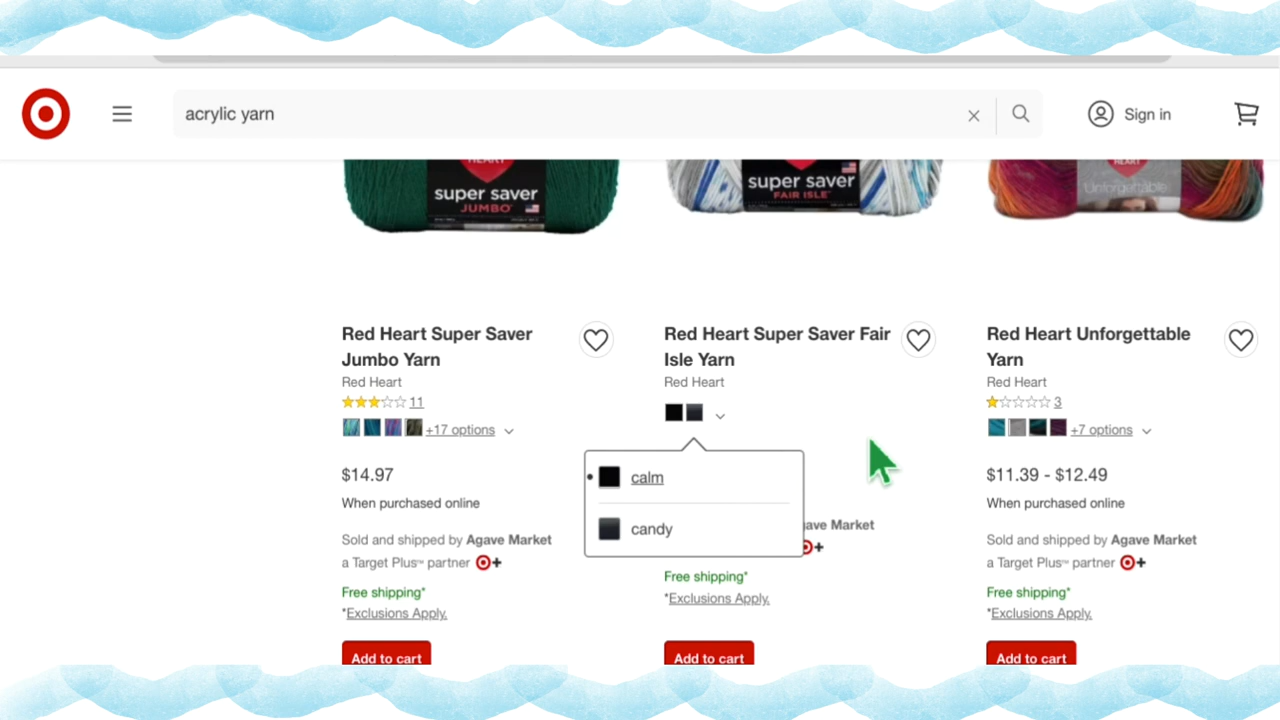 acrylic yarn
Sign in
HEART
super saver
JUMBO
super saver
FAIR ISLE
HEART
Unforgettable
Red Heart Super Saver
Jumbo Yarn
Red Heart
11
+17 options
$14.97
When purchased online
Sold and shipped by Agave Market
a Target Plus™ partner
Free shipping*
*Exclusions Apply.
Add to cart
Red Heart Super Saver Fair
Isle Yarn
Red Heart
calm
candy
ave Market
Free shipping*
*Exclusions Apply.
Add to cart
Red Heart Unforgettable
Yarn
Red Heart
3
+7 options
$11.39 - $12.49
When purchased online
Sold and shipped by Agave Market
a Target Plus™ partner
Free shipping*
*Exclusions Apply.
Add to cart